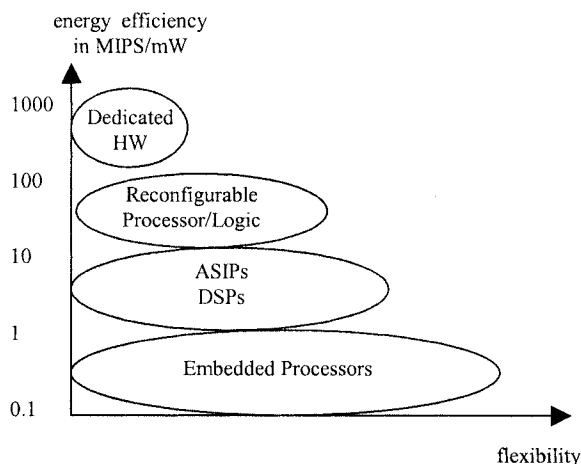 energy efficiency
in MIPS/mW
1000
Dedicated
HW
100
Reconfigurable
Processor/Logic
10
ASIPs
DSPs
1
Embedded Processors
0.1
flexibility